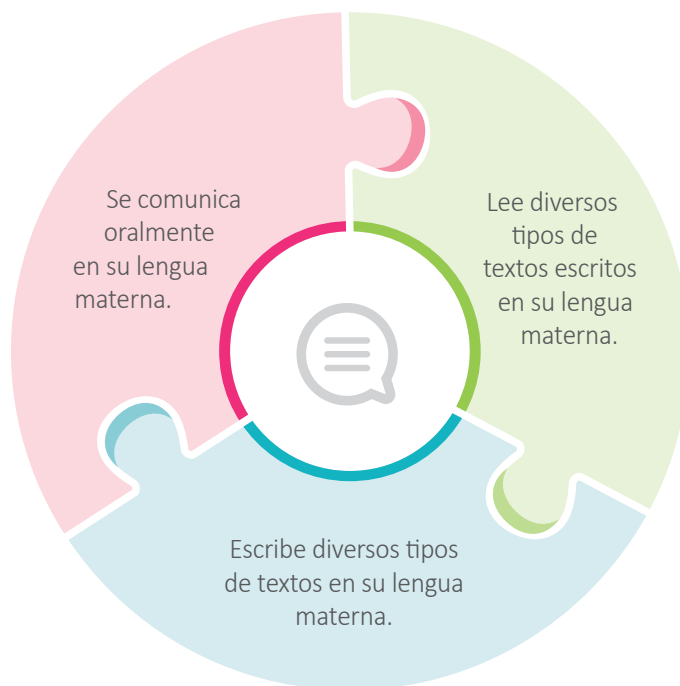 Se comunica
oralmente
en su lengua
materna.
Lee diversos
tipos de
textos escritos
en su lengua
materna.
Escribe diversos tipos
de textos en su lengua
materna.